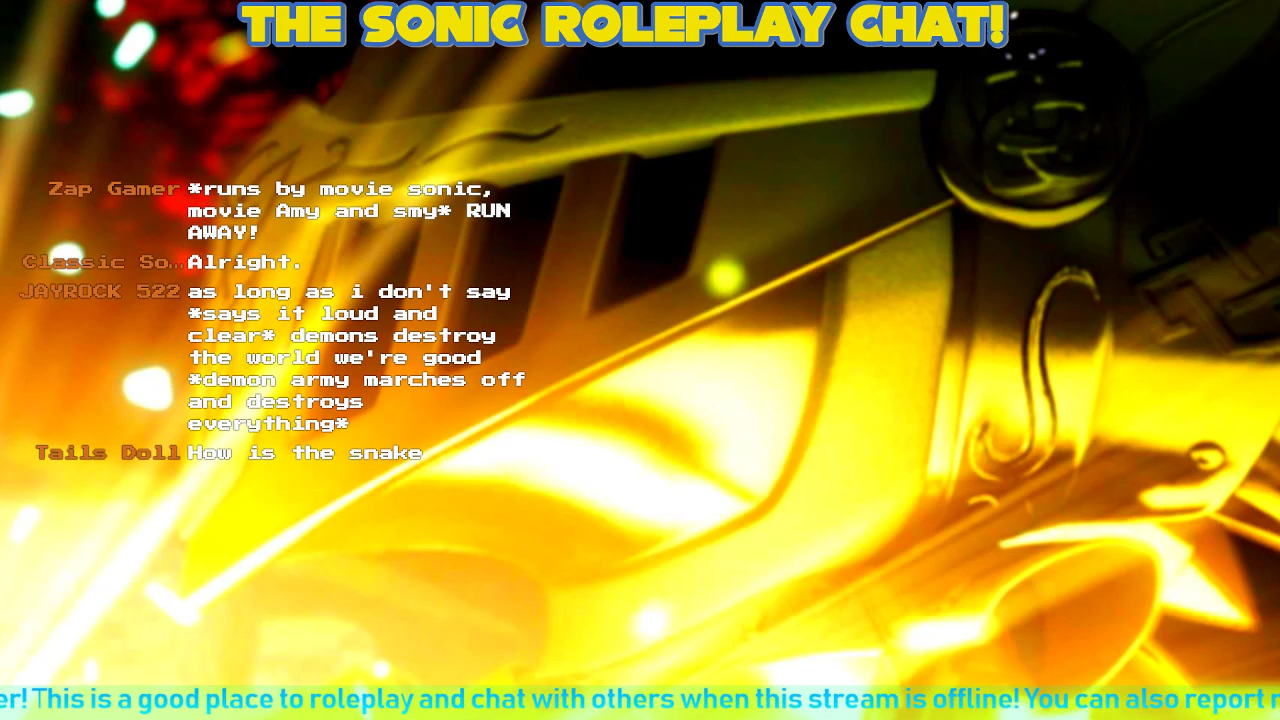 THE SONIC ROLEPLAY CHAT!
Zap Gamer *runs by movie sonic,
movie Amy and smy* RUN
AWAY!
Classic So… Alright.
JAYROCK 522 as long as i don't say
*says it loud and
clear* demons destroy
the world we're good
*demon army marches off
and destroys
everything*
Tails Doll How is the snake
er! This is a good place to roleplay and chat with others when this stream is offline! You can also report